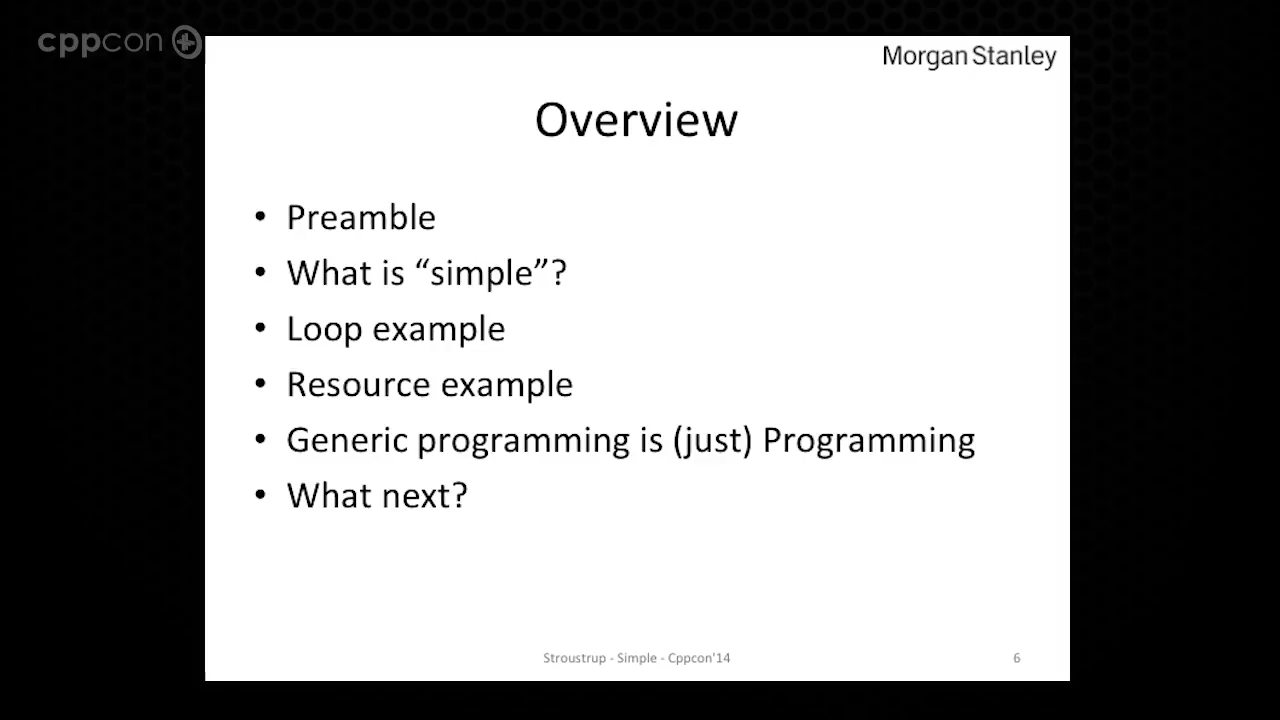 cppcon
Morgan Stanley
Overview
• Preamble
• What is “simple”?
• Loop example
• Resource example
• Generic programming is (just) Programming
• What next?
Stroustrup - Simple - Cppcon'14
6